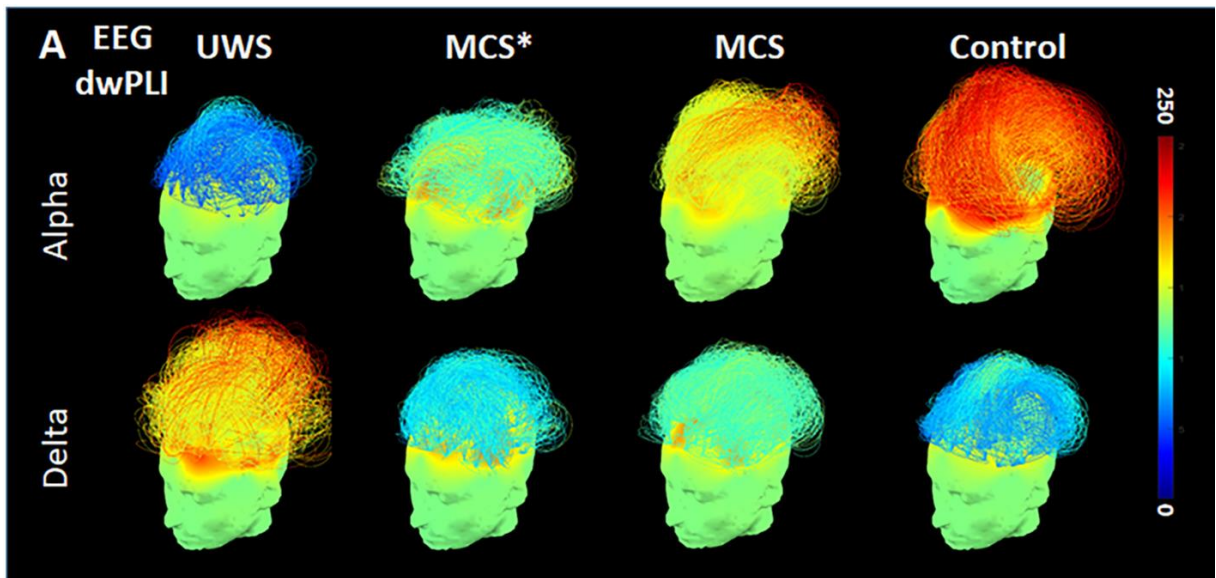 A
EEG
dwPLI
UWS
MCS*
MCS
Control
Alpha
Delta
250
0